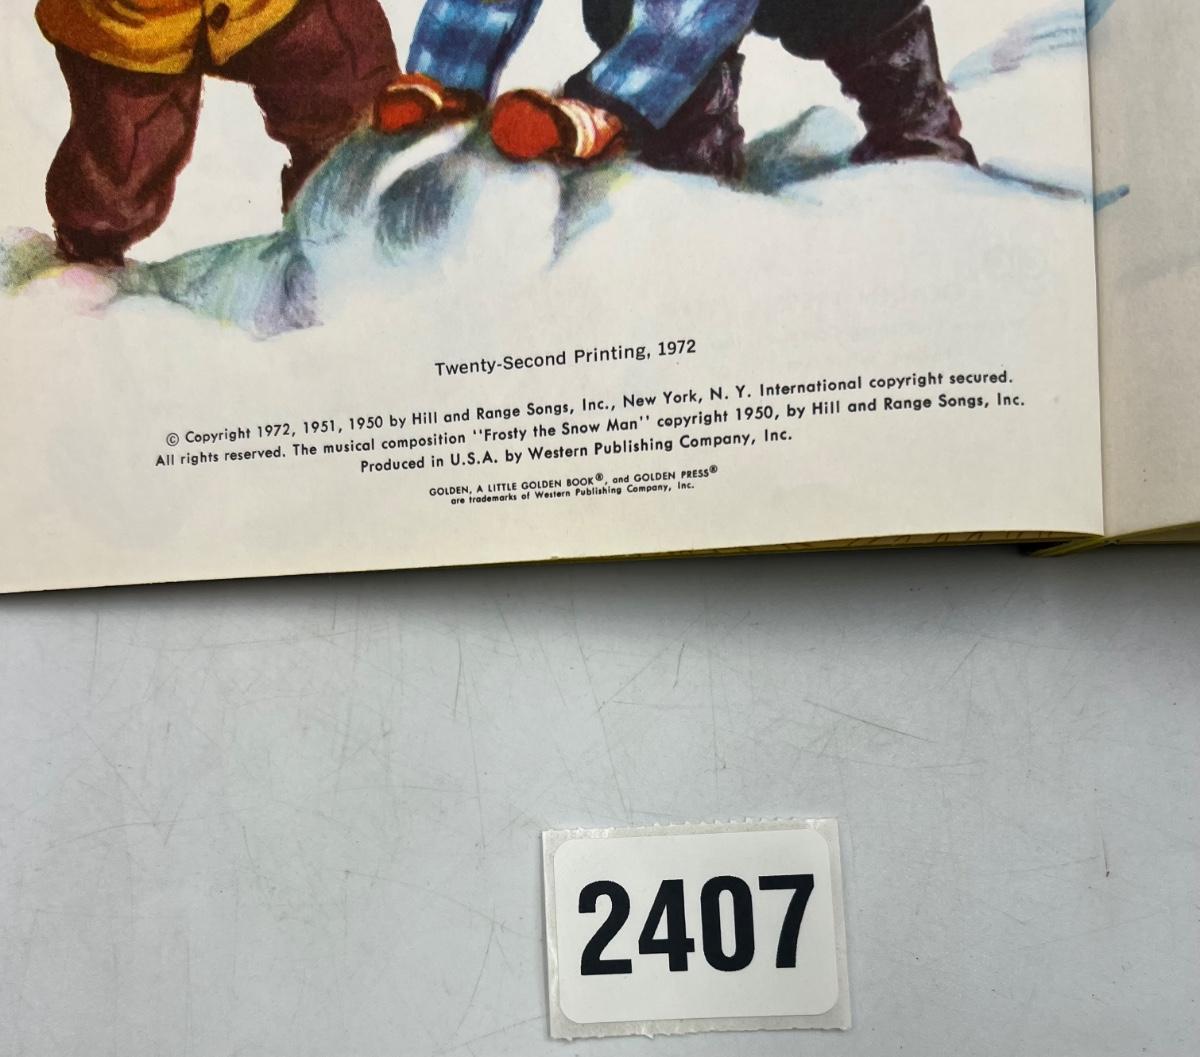 Twenty-Second Printing, 1972
© Copyright 1972, 1951, 1950 by Hill and Range Songs, Inc., New York, N. Y. International copyright secured.
All rights reserved. The musical composition ''Frosty the Snow Man'' copyright 1950, by Hill and Range Songs, Inc.
Produced in U.S.A. by Western Publishing Company, Inc.
GOLDEN, A LITTLE GOLDEN BOOK®, and GOLDEN PRESS®
are trademarks of Western Publishing Company, Inc.
2407